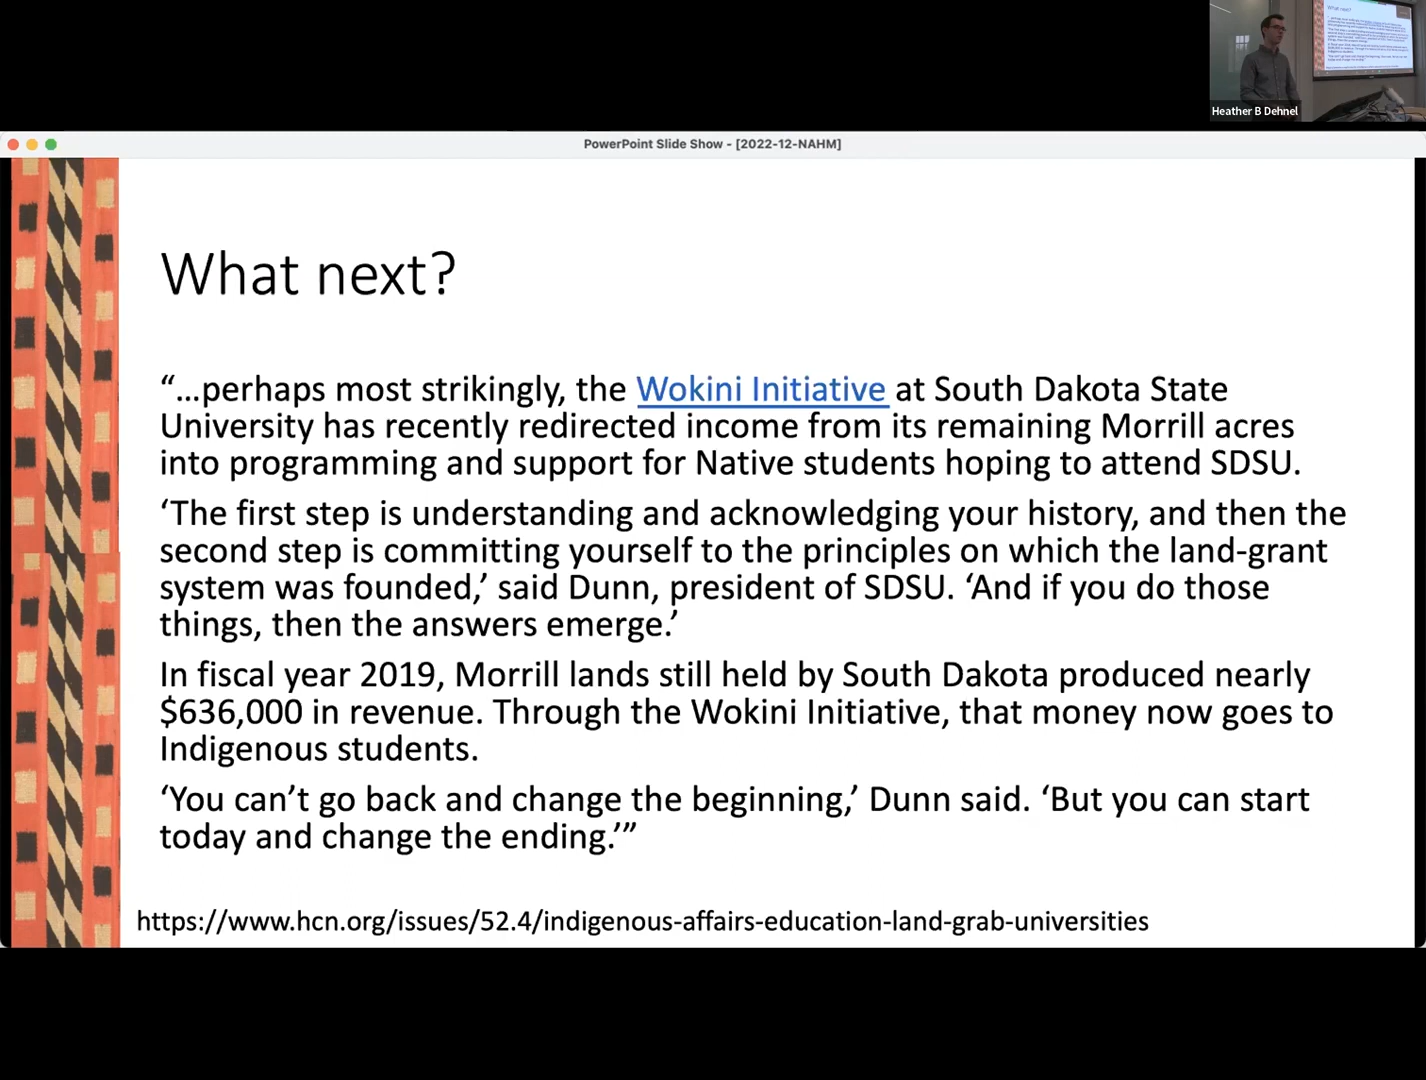 Heather B Dehnel
PowerPoint Slide Show - [2022-12-NAHM]
What next?
“…perhaps most strikingly, the Wokini Initiative at South Dakota State
University has recently redirected income from its remaining Morrill acres
into programming and support for Native students hoping to attend SDSU.
‘The first step is understanding and acknowledging your history, and then the
second step is committing yourself to the principles on which the land-grant
system was founded,’ said Dunn, president of SDSU. ‘And if you do those
things, then the answers emerge.’
In fiscal year 2019, Morrill lands still held by South Dakota produced nearly
$636,000 in revenue. Through the Wokini Initiative, that money now goes to
Indigenous students.
‘You can’t go back and change the beginning,’ Dunn said. ‘But you can start
today and change the ending.’”
https://www.hcn.org/issues/52.4/indigenous-affairs-education-land-grab-universities